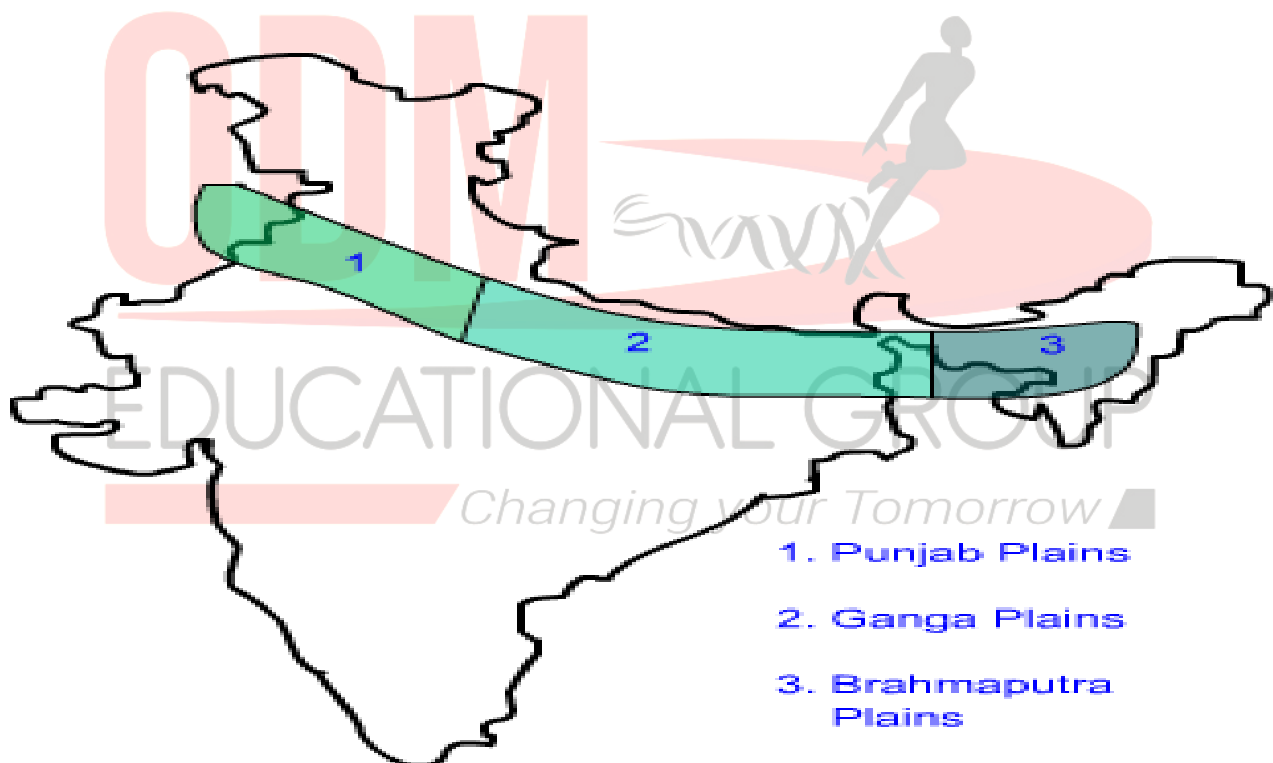 ODM
1
2
3
EDUCATIONAL GROUP
Changing your Tomorrow
1. Punjab Plains
2. Ganga Plains
3. Brahmaputra
Plains